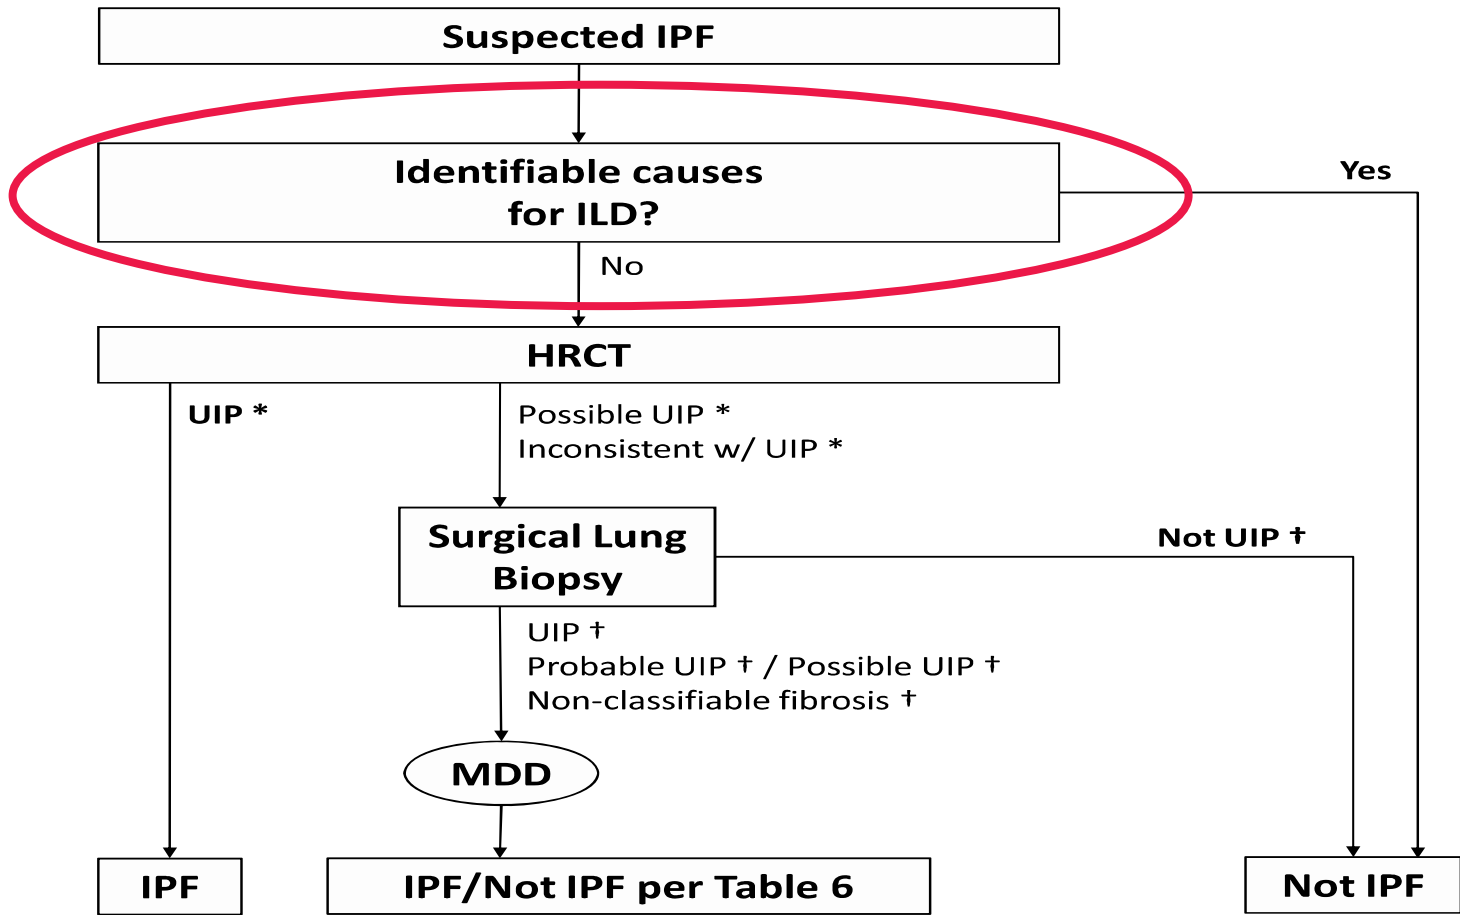 Suspected IPF
Identifiable causes
for ILD?
Yes
No
HRCT
UIP *
Possible UIP *
Inconsistent w/ UIP *
Surgical Lung
Biopsy
Not UIP †
UIP †
Probable UIP † / Possible UIP †
Non-classifiable fibrosis †
MDD
IPF
IPF/Not IPF per Table 6
Not IPF